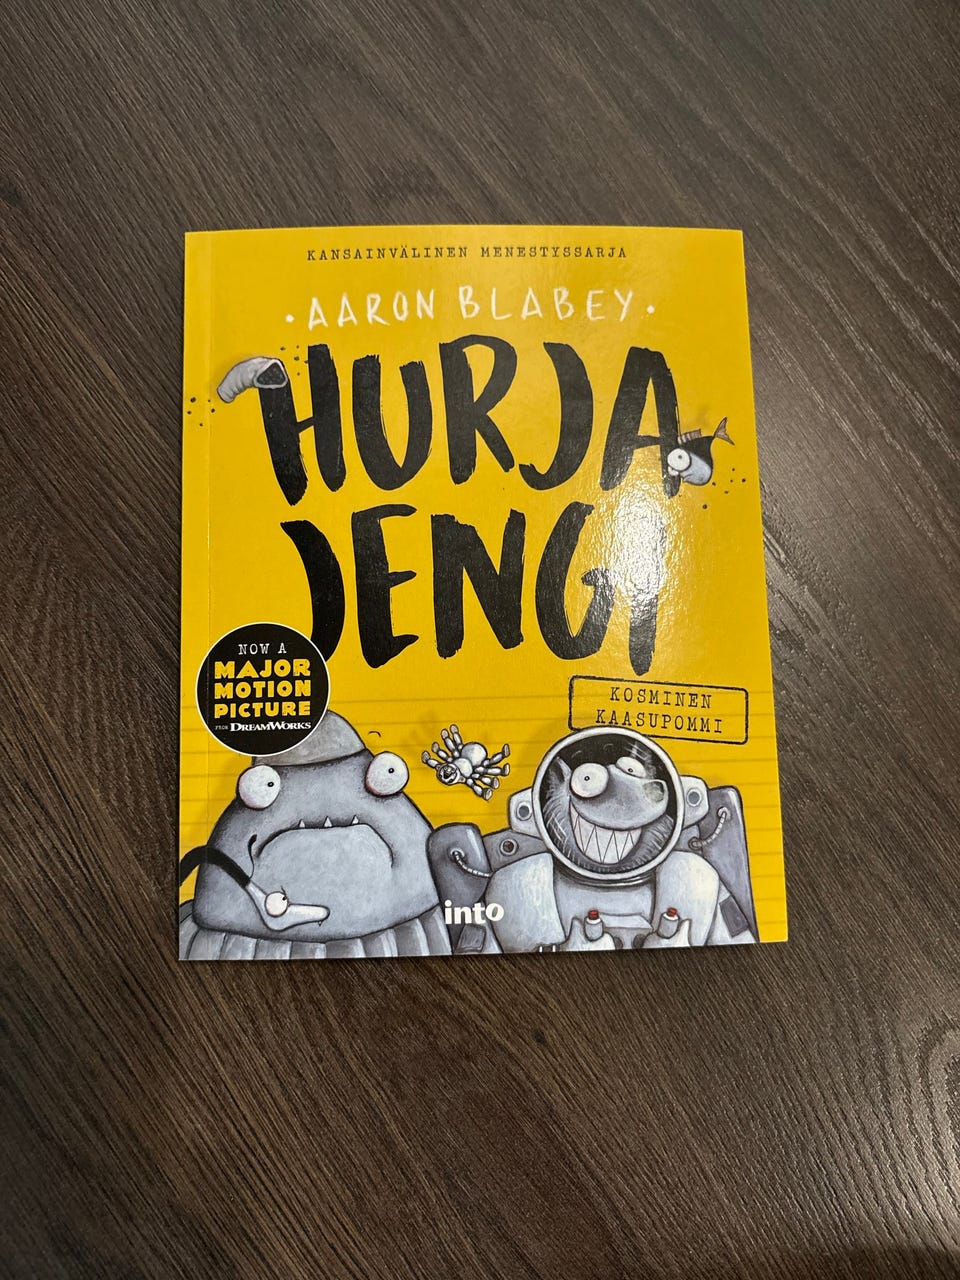 KANSAINVÄLINEN MENESTYSSARJA
• AARON BLABEY •
HURJA
JENGI
NOW A
MAJOR
MOTION
PICTURE
FROM DREAMWORKS
KOSMINEN
KAASUPOMMI
into